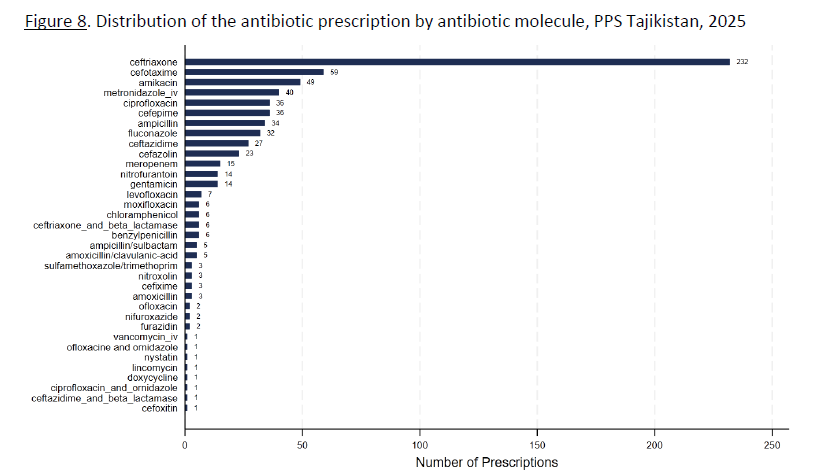 Figure 8. Distribution of the antibiotic prescription by antibiotic molecule, PPS Tajikistan, 2025
ceftriaxone 232
cefotaxime 59
amikacin 49
metronidazole_iv 40
ciprofloxacin 36
cefepime 36
ampicillin 34
fluconazole 32
ceftazidime 27
cefazolin 23
meropenem 15
nitrofurantoin 14
gentamicin 14
levofloxacin 7
moxifloxacin 6
chloramphenicol 6
ceftriaxone_and_beta_lactamase 6
benzylpenicillin 6
ampicillin/sulbactam 5
amoxicillin/clavulanic-acid 5
sulfamethoxazole/trimethoprim 3
nitroxolin 3
cefixime 3
amoxicillin 3
ofloxacin 2
nifuroxazide 2
furazidin 2
vancomycin_iv 1
ofloxacine and ornidazole 1
nystatin 1
lincomycin 1
doxycycline 1
ciprofloxacin_and_ornidazole 1
ceftazidime_and_beta_lactamase 1
cefoxitin 1
0 50 100 150 200 250
Number of Prescriptions